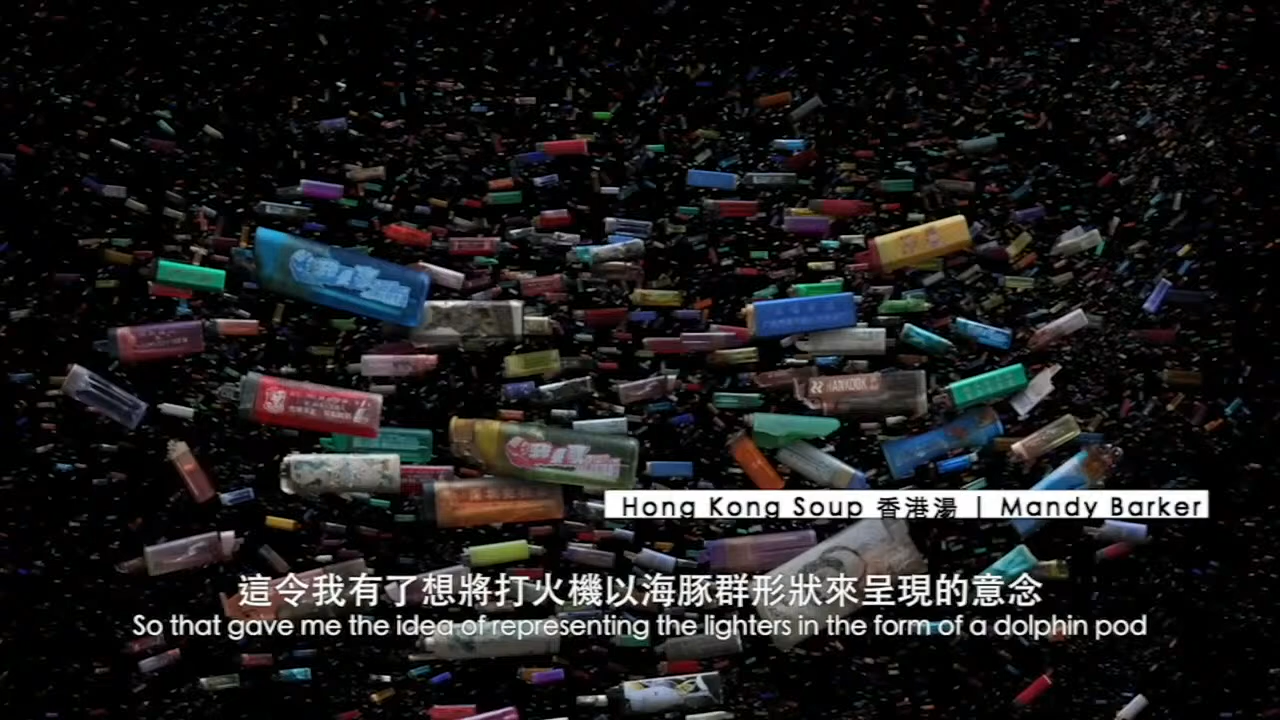 HANKOOK
Hong Kong Soup 香港湯 | Mandy Barker
這令我有了想將打火機以海豚群形狀來呈現的意念
So that gave me the idea of representing the lighters in the form of a dolphin pod